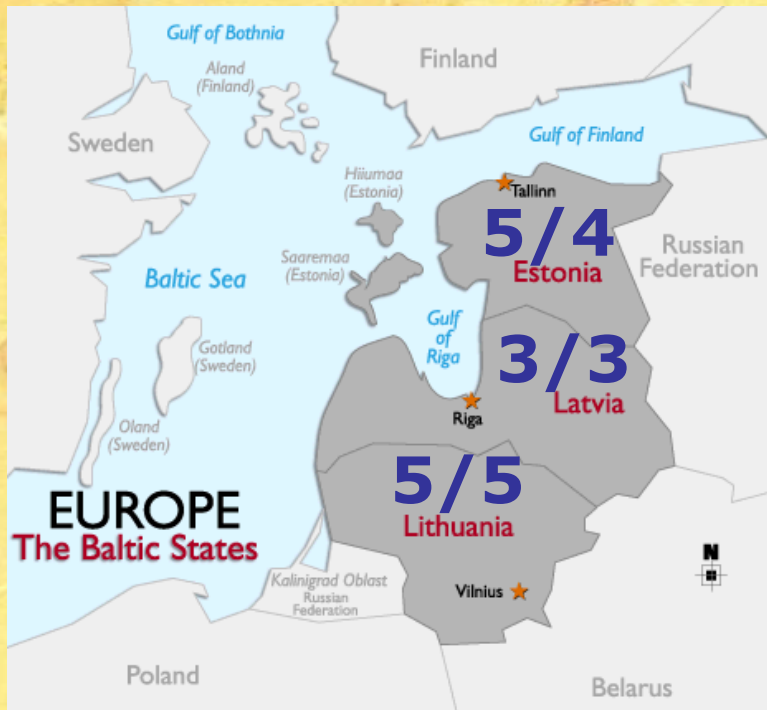 Gulf of Bothnia
Finland
Aland
(Finland)
Sweden
Gulf of Finland
Hiiumaa
(Estonia)
Tallinn
5/4
Estonia
Russian
Federation
Saaremaa
(Estonia)
Baltic Sea
Gulf
of
Riga
Gotland
(Sweden)
3/3
Latvia
Riga
Oland
(Sweden)
5/5
Lithuania
EUROPE
The Baltic States
N
Kalinigrad Oblast
Russian
Federation
Vilnius
Poland
Belarus